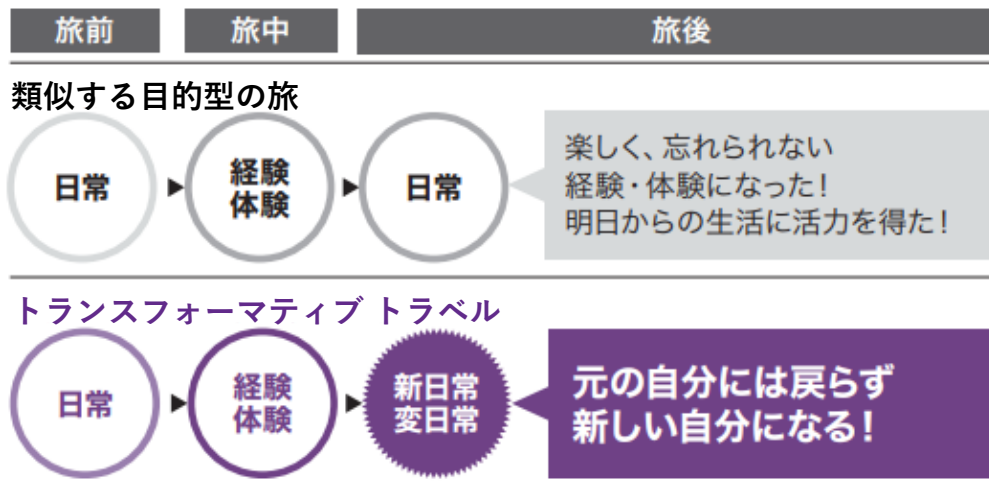 旅前
旅中
旅後
類似する目的型の旅
日常
経験
体験
日常
楽しく、忘れられない
経験・体験になった!
明日からの生活に活力を得た!
トランスフォーマティブ トラベル
日常
経験
体験
新日常
変日常
元の自分には戻らず
新しい自分になる!